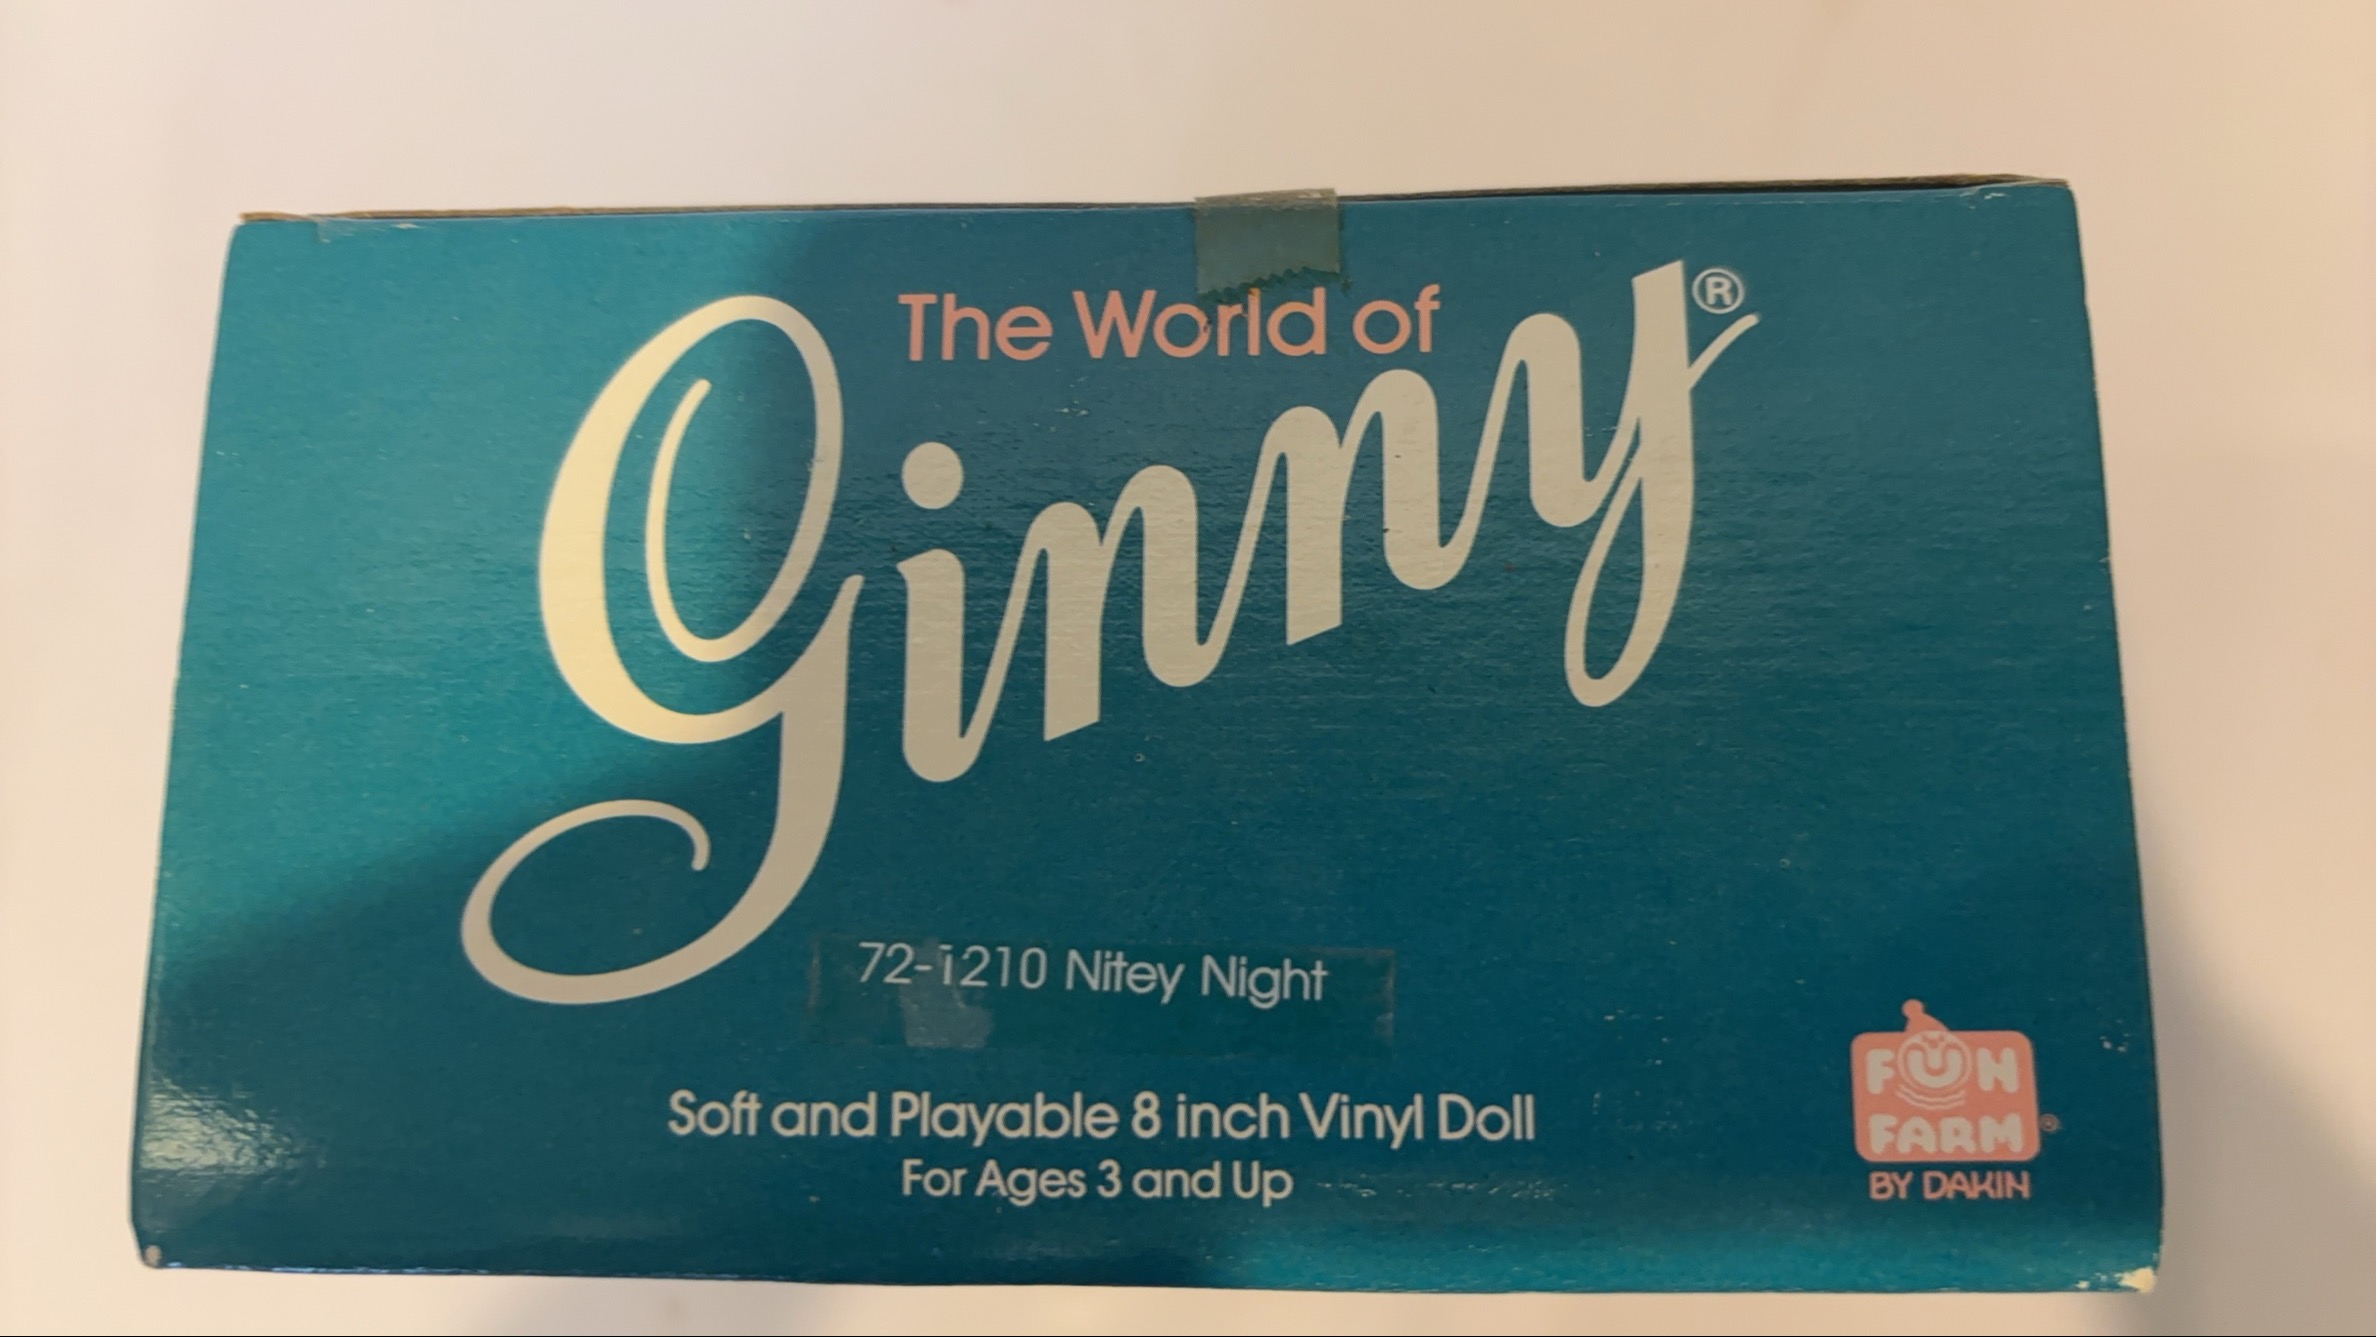 The World of
Ginny®
72-1210 Nitey Night
Soft and Playable 8 inch Vinyl Doll
For Ages 3 and Up
FUN
FARM®
BY DAKIN